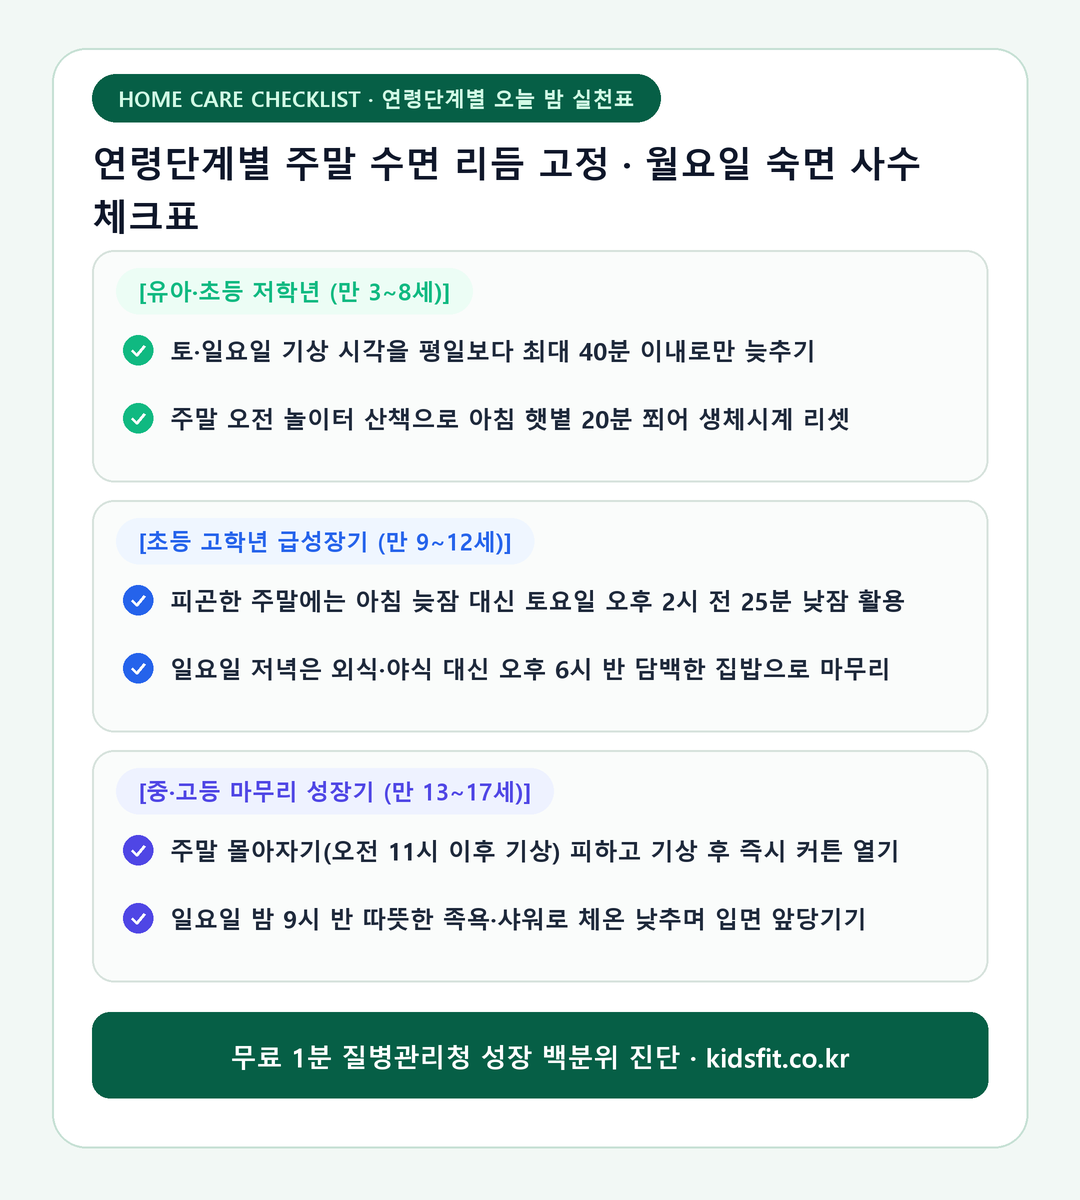 HOME CARE CHECKLIST · 연령단계별 오늘 밤 실천표
연령단계별 주말 수면 리듬 고정 · 월요일 숙면 사수
체크표
[유아·초등 저학년 (만 3~8세)]
토·일요일 기상 시각을 평일보다 최대 40분 이내로만 늦추기
주말 오전 놀이터 산책으로 아침 햇볕 20분 쬐어 생체시계 리셋
[초등 고학년 급성장기 (만 9~12세)]
피곤한 주말에는 아침 늦잠 대신 토요일 오후 2시 전 25분 낮잠 활용
일요일 저녁은 외식·야식 대신 오후 6시 반 담백한 집밥으로 마무리
[중·고등 마무리 성장기 (만 13~17세)]
주말 몰아자기(오전 11시 이후 기상) 피하고 기상 후 즉시 커튼 열기
일요일 밤 9시 반 따뜻한 족욕·샤워로 체온 낮추며 입면 앞당기기
무료 1분 질병관리청 성장 백분위 진단 · kidsfit.co.kr